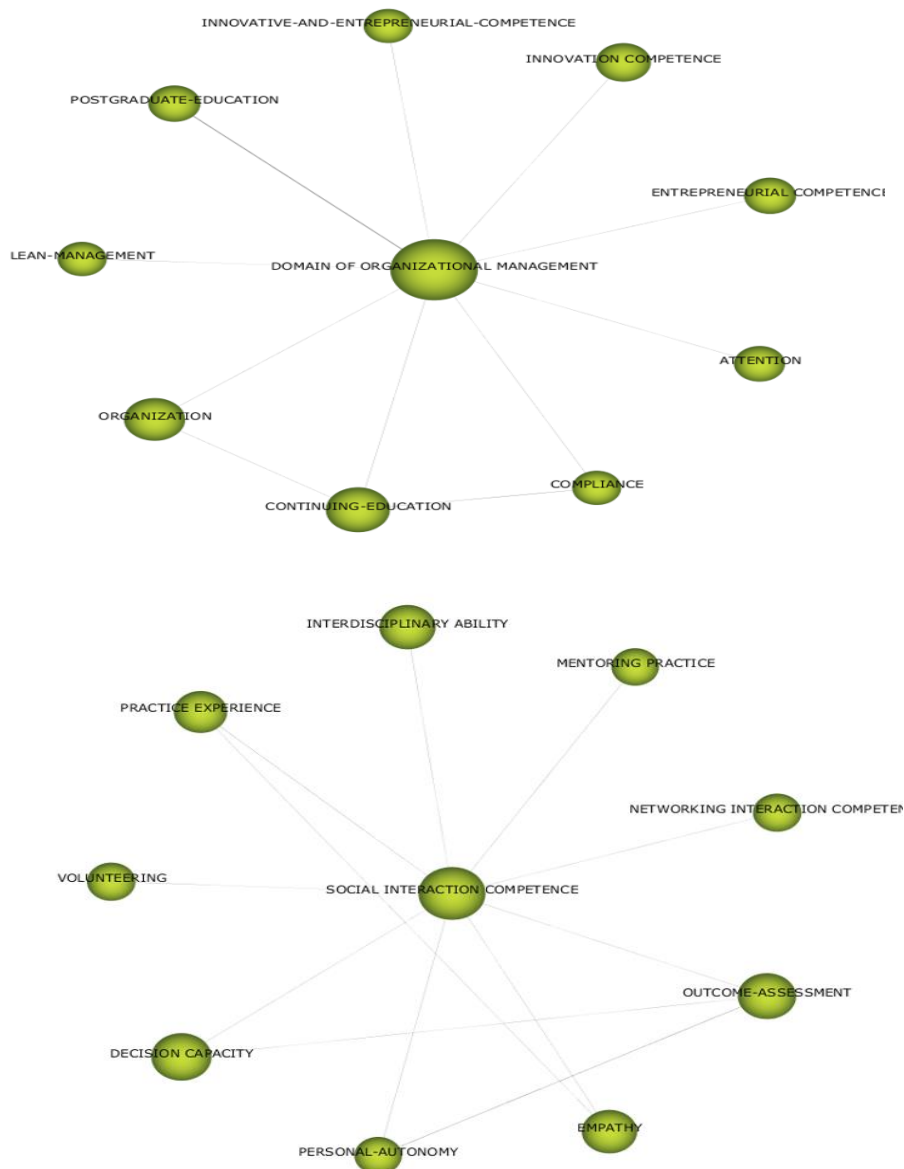 INNOVATIVE-AND-ENTREPRENEURIAL-COMPETENCE
INNOVATION COMPETENCE
POSTGRADUATE-EDUCATION
ENTREPRENEURIAL COMPETENCE
LEAN-MANAGEMENT
DOMAIN OF ORGANIZATIONAL MANAGEMENT
ATTENTION
ORGANIZATION
COMPLIANCE
CONTINUING-EDUCATION
INTERDISCIPLINARY ABILITY
MENTORING PRACTICE
PRACTICE EXPERIENCE
NETWORKING INTERACTION COMPETEN
VOLUNTEERING
SOCIAL INTERACTION COMPETENCE
OUTCOME-ASSESSMENT
DECISION CAPACITY
EMPATHY
PERSONAL-AUTONOMY